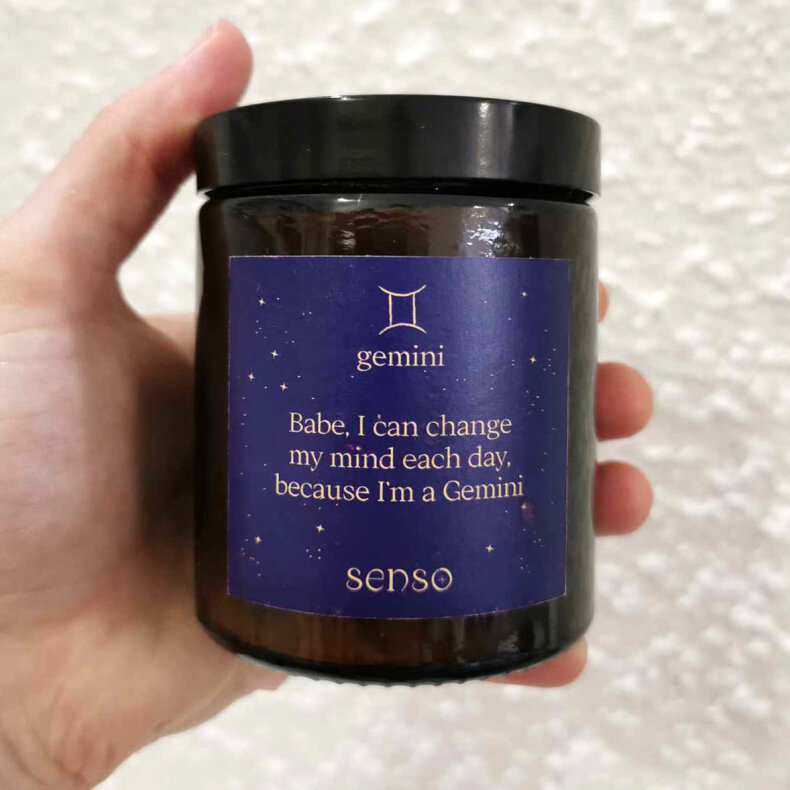 gemini
Babe, I can change
my mind each day,
because I'm a Gemini
senso